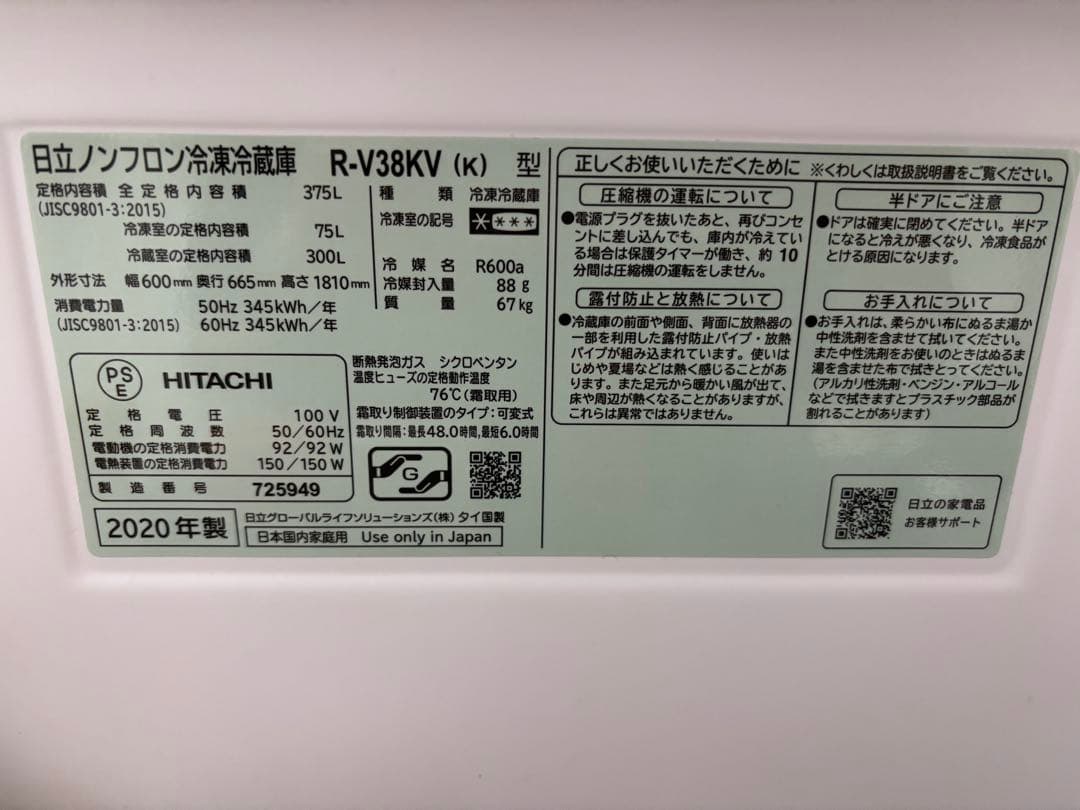 日立ノンフロン冷凍冷蔵庫 R-V38KV (K) 型
定格内容積 全定格内容積 375L
(JISC9801-3:2015)
冷凍室の定格内容積 75L
冷蔵室の定格内容積 300L
外形寸法 幅600mm 奥行665mm 高さ1810mm
消費電力量 50Hz 345kWh/年
(JISC9801-3:2015) 60Hz 345kWh/年
種類 冷凍冷蔵庫
冷凍室の記号 ****
冷媒名 R600a
冷媒封入量 88g
質量 67kg
PS
E
HITACHI
定格電圧 100V
定格周波数 50/60Hz
電動機の定格消費電力 92/92W
電熱装置の定格消費電力 150/150W
製造番号 725949
断熱発泡ガス シクロペンタン
温度ヒューズの定格動作温度
76℃(霜取用)
霜取り制御装置のタイプ:可変式
霜取り間隔:最長48.0時間,最短6.0時間
G
2020年製
日立グローバルライフソリューションズ(株) タイ国製
日本国内家庭用 Use only in Japan
正しくお使いいただくために ※くわしくは取扱説明書をご覧ください。
圧縮機の運転について
●電源プラグを抜いたあと、再びコンセ
ントに差し込んでも、庫内が冷えてい
る場合は保護タイマーが働き、約10
分間は圧縮機の運転をしません。
露付防止と放熱について
●冷蔵庫の前面や側面、背面に放熱器の
一部を利用した露付防止パイプ・放熱
パイプが組み込まれています。使いは
じめや夏場などは熱く感じることがあ
ります。また足元から暖かい風が出て、
床や周辺が熱くなることがありますが、
これらは異常ではありません。
半ドアにご注意
●ドアは確実に閉めてください。半ドア
になると冷えが悪くなり、冷凍食品が
とける原因になります。
お手入れについて
●お手入れは、柔らかい布にぬるま湯か
中性洗剤を含ませて拭いてください。
また中性洗剤をお使いのときはぬるま
湯を含ませた布で拭きとってください。
(アルカリ性洗剤・ベンジン・アルコール
などで拭きますとプラスチック部品が
割れることがあります)
日立の家電品
お客様サポート